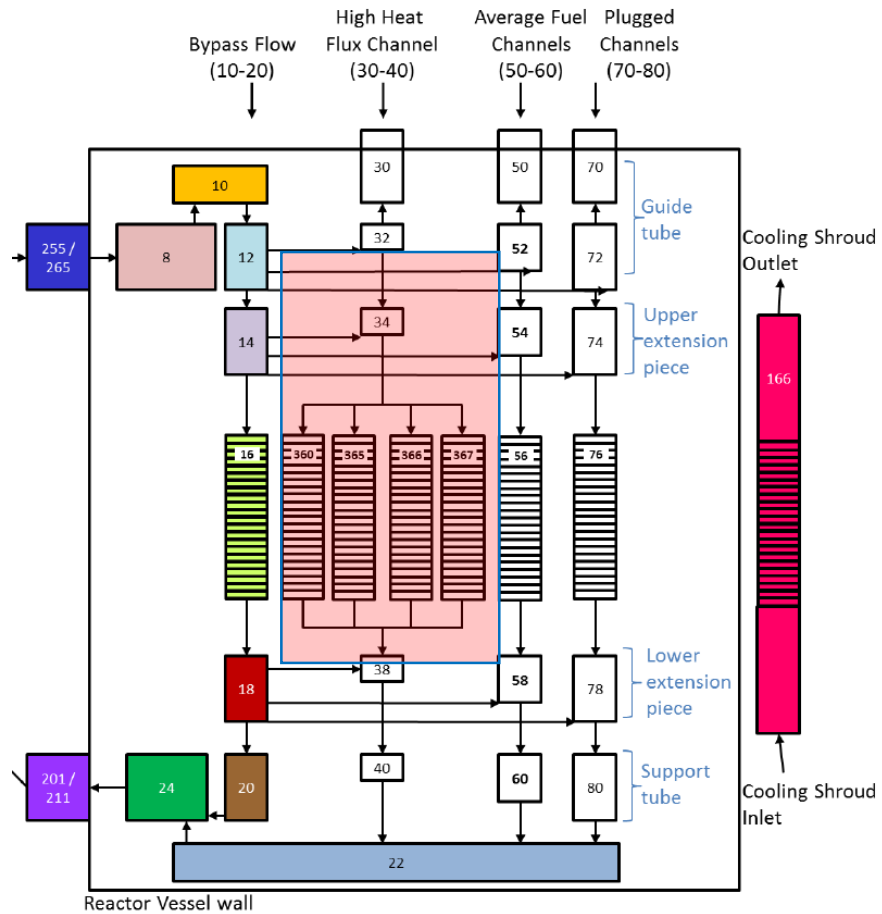 Bypass Flow
(10-20)
High Heat
Flux Channel
(30-40)
Average Fuel
Channels
(50-60)
Plugged
Channels
(70-80)
30
50
70
10
Guide
tube
255 /
265
8
12
32
52
72
Cooling Shroud
Outlet
14
34
54
74
Upper
extension
piece
166
16
360
365
366
367
56
76
18
38
58
78
Lower
extension
piece
201 /
211
24
20
40
60
80
Support
tube
Cooling Shroud
Inlet
22
Reactor Vessel wall